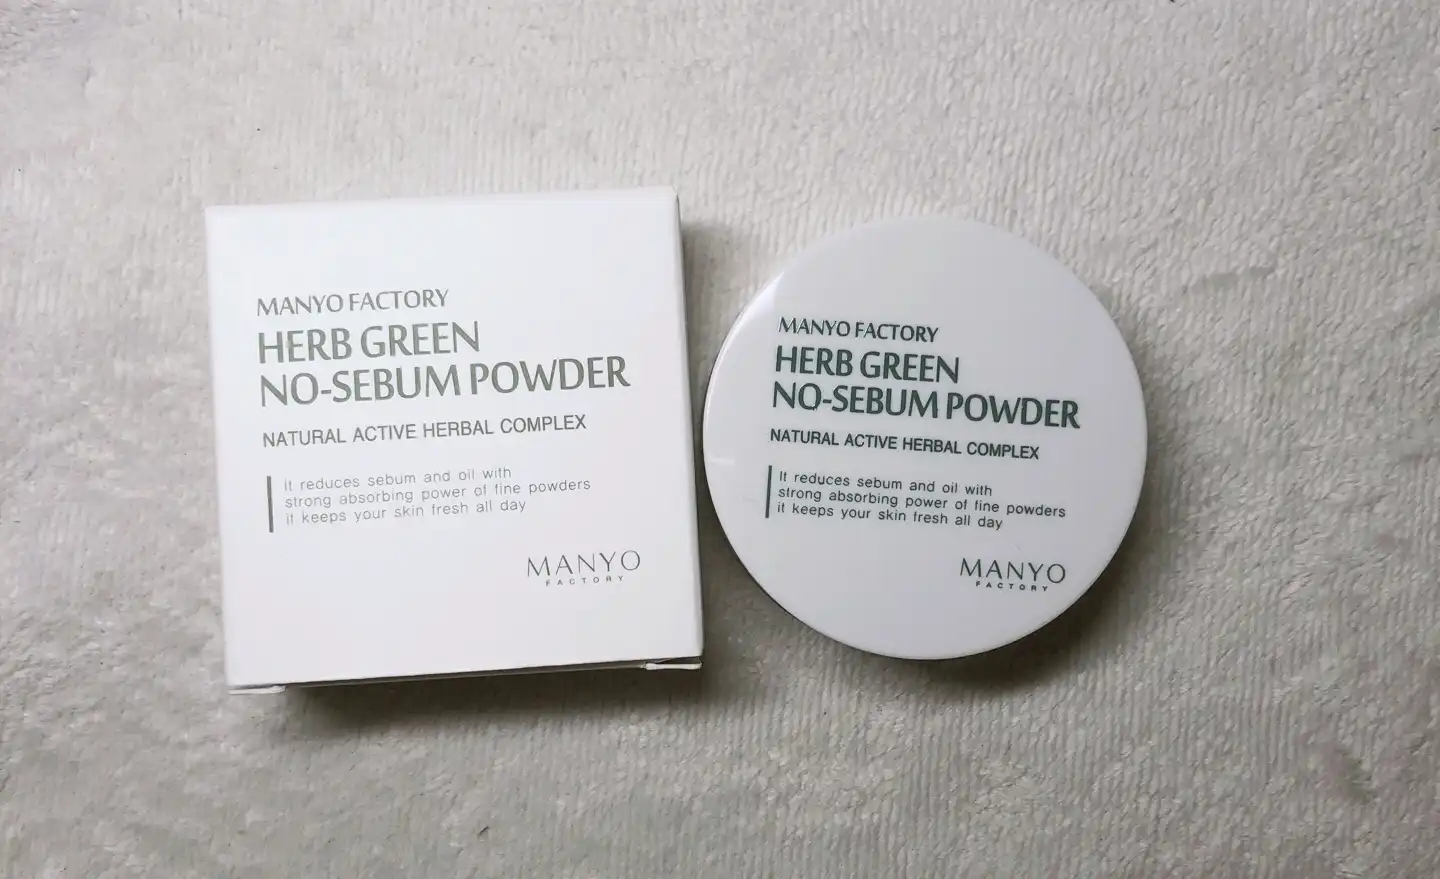 MANYO FACTORY
HERB GREEN
NO-SEBUM POWDER
NATURAL ACTIVE HERBAL COMPLEX
It reduces sebum and oil with
strong absorbing power of fine powders
it keeps your skin fresh all day
MANYO
FACTORY
MANYO FACTORY
HERB GREEN
NO-SEBUM POWDER
NATURAL ACTIVE HERBAL COMPLEX
It reduces sebum and oil with
strong absorbing power of fine powders
it keeps your skin fresh all day
MANYO
FACTORY